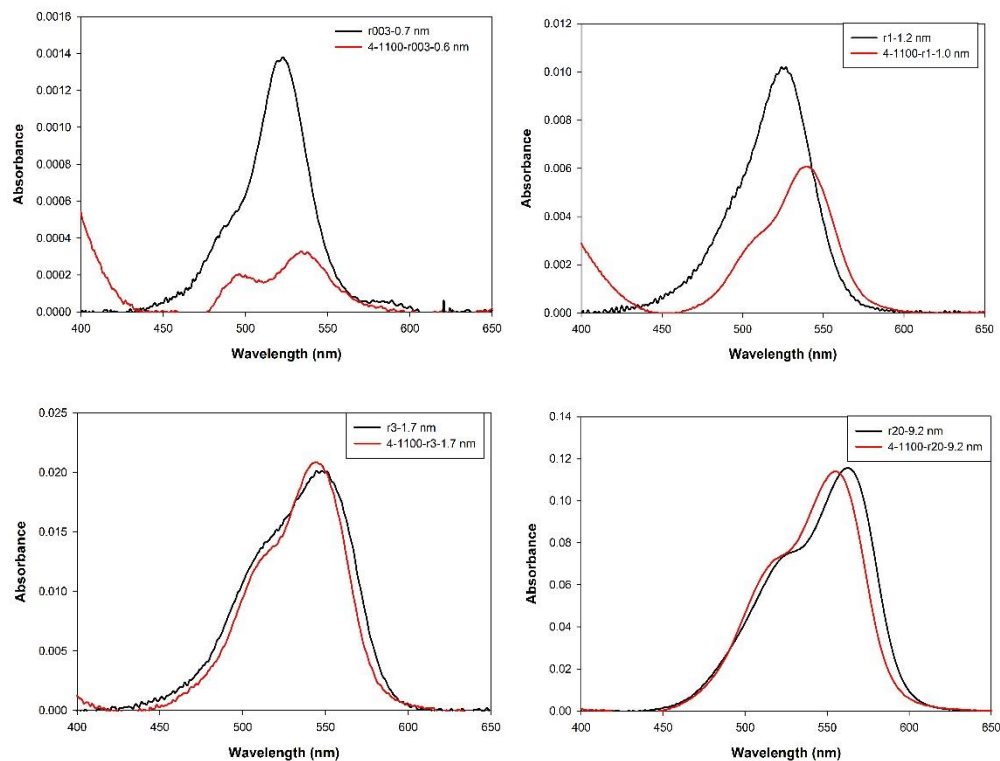 0.0016
0.0014
0.0012
0.0010
0.0008
0.0006
0.0004
0.0002
0.0000
Absorbance
r003-0.7 nm
4-1100-r003-0.6 nm
400 450 500 550 600 650
Wavelength (nm)
0.012
0.010
0.008
0.006
0.004
0.002
0.000
Absorbance
r1-1.2 nm
4-1100-r1-1.0 nm
400 450 500 550 600 650
Wavelength (nm)
0.025
0.020
0.015
0.010
0.005
0.000
Absorbance
r3-1.7 nm
4-1100-r3-1.7 nm
400 450 500 550 600 650
Wavelength (nm)
0.14
0.12
0.10
0.08
0.06
0.04
0.02
0.00
Absorbance
r20-9.2 nm
4-1100-r20-9.2 nm
400 450 500 550 600 650
Wavelength (nm)